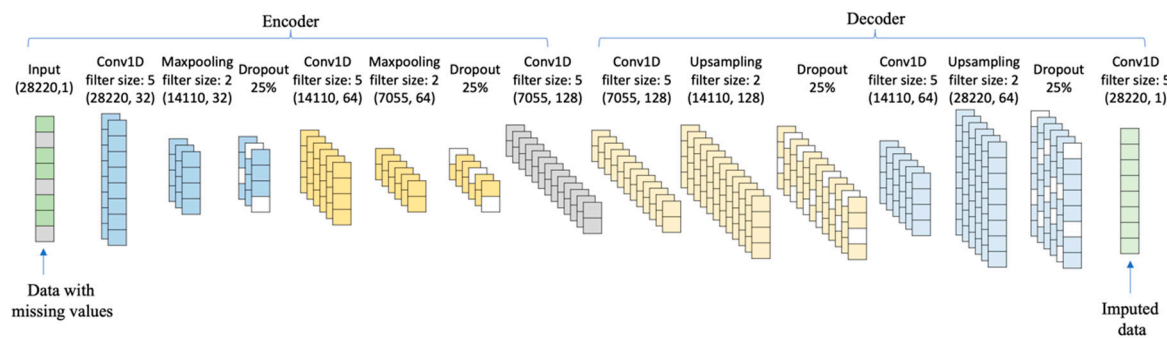 Encoder
Decoder
Input
(28220,1)
Conv1D
filter size: 5
(28220, 32)
Maxpooling
filter size: 2
(14110, 32)
Dropout
25%
Conv1D
filter size: 5
(14110, 64)
Maxpooling
filter size: 2
(7055, 64)
Dropout
25%
Conv1D
filter size: 5
(7055, 128)
Conv1D
filter size: 5
(7055, 128)
Upsampling
filter size: 2
(14110, 128)
Dropout
25%
Conv1D
filter size: 5
(14110, 64)
Upsampling
filter size: 2
(28220, 64)
Dropout
25%
Conv1D
filter size: 5
(28220, 1)
Data with
missing values
Imputed
data